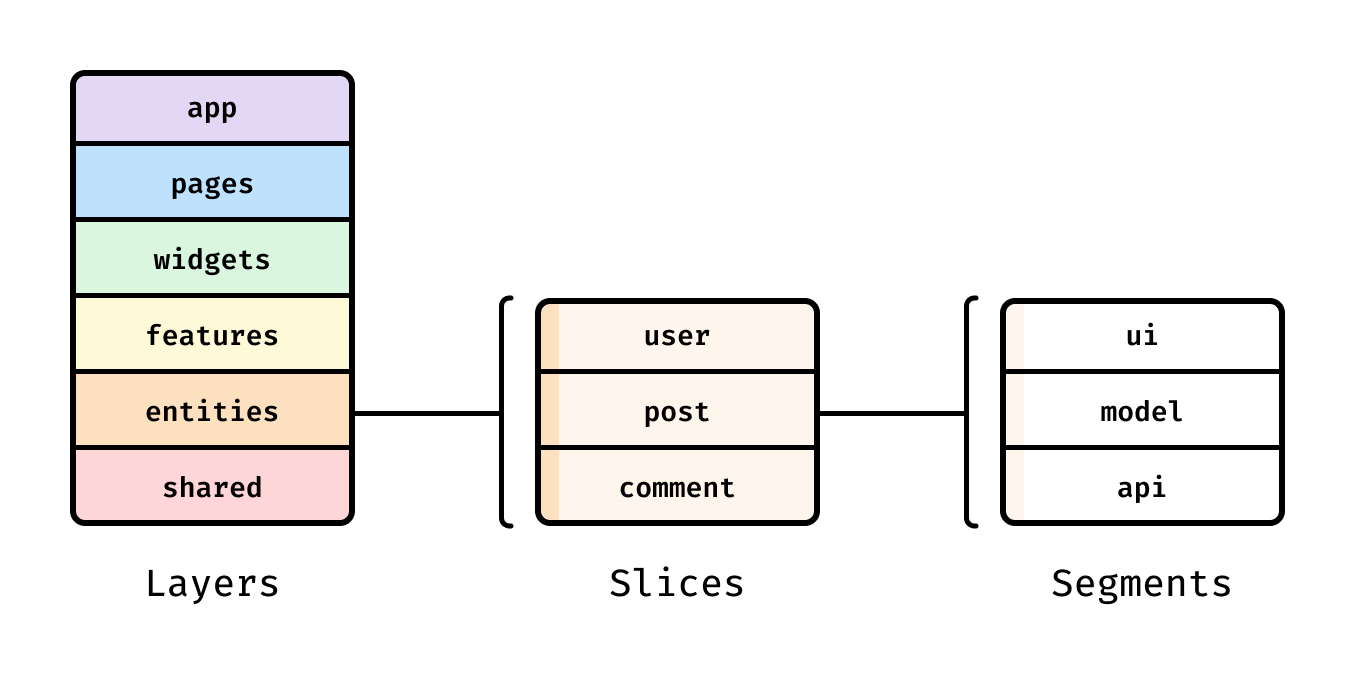 app
pages
widgets
features
entities
shared
Layers
user
post
comment
Slices
ui
model
api
Segments